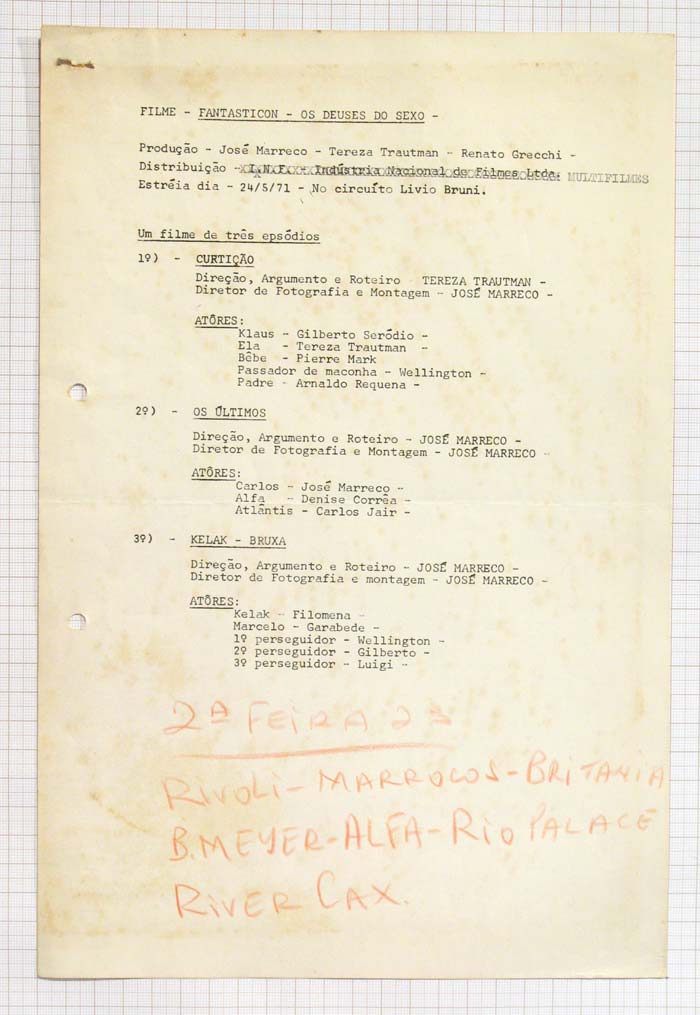 FILME - FANTASTICON - OS DEUSES DO SEXO -
Produção - José Marreco - Tereza Trautman - Renato Grecchi -
Distribuição - I.N.F. - Indústria Nacional de Filmes Ltda. MULTIFILMES
Estréia dia - 24/5/71 - No circuíto Livio Bruni.
Um filme de três epsódios
1º) - CURTIÇÃO
Direção, Argumento e Roteiro - TEREZA TRAUTMAN -
Diretor de Fotografia e Montagem - JOSÉ MARRECO -
ATÔRES:
Klaus - Gilberto Seródio -
Ela - Tereza Trautman -
Bêbe - Pierre Mark
Passador de maconha - Wellington -
Padre - Arnaldo Requena -
2º) - OS ÚLTIMOS
Direção, Argumento e Roteiro - JOSÉ MARRECO -
Diretor de Fotografia e Montagem - JOSÉ MARRECO -
ATÔRES:
Carlos - José Marreco -
Alfa - Denise Corrêa -
Atlântis - Carlos Jair -
3º) - KELAK - BRUXA
Direção, Argumento e Roteiro - JOSÉ MARRECO -
Diretor de Fotografia e montagem - JOSÉ MARRECO -
ATÔRES:
Kelak - Filomena -
Marcelo - Garabede -
1º perseguidor - Wellington -
2º perseguidor - Gilberto -
3º perseguidor - Luigi -
2ª FEIRA
RIVOLI - MARROCOS - BRITANIA
B. MEYER - ALFA - RIO PALACE
RIVER CAX.